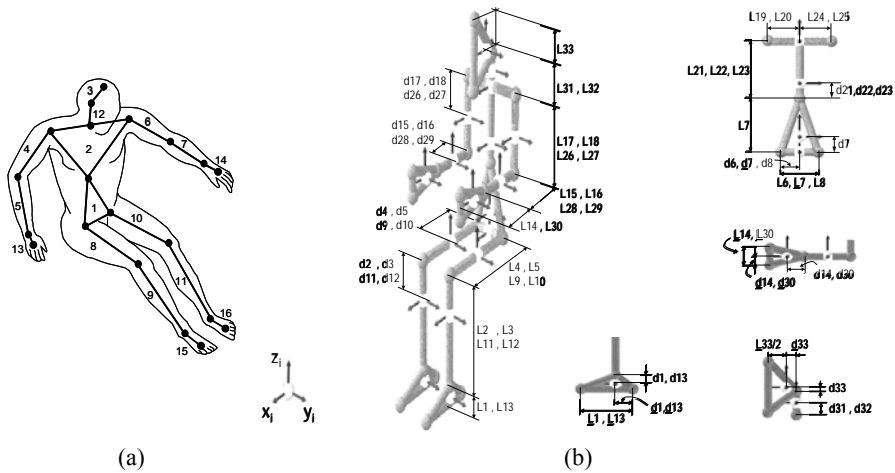 3
12
6
4
2
7
14
5
1
10
13
8
11
9
16
15
(a)
Zi
Xi
yi
L33
d17 , d18
d26 , d27
L31 , L32
d15 , d16
d28 , d29
L17 , L18
L26 , L27
L15 , L16
L28 , L29
d4 , d5
d9 , d10
L14 , L30
d2 , d3
d11, d12
L4 , L5
L9 , L10
L2 , L3
L11 , L12
L1 , L13
d1, d13
L1 , L13
d1,d13
L19 , L20
L24 , L25
L21, L22, L23
d21,d22,d23
L7
d7
d6, d7 , d8
L6, L7 , L8
L14, L30
d14, d30
d14, d30
L33/2
d33
d33
d31 , d32
(b)